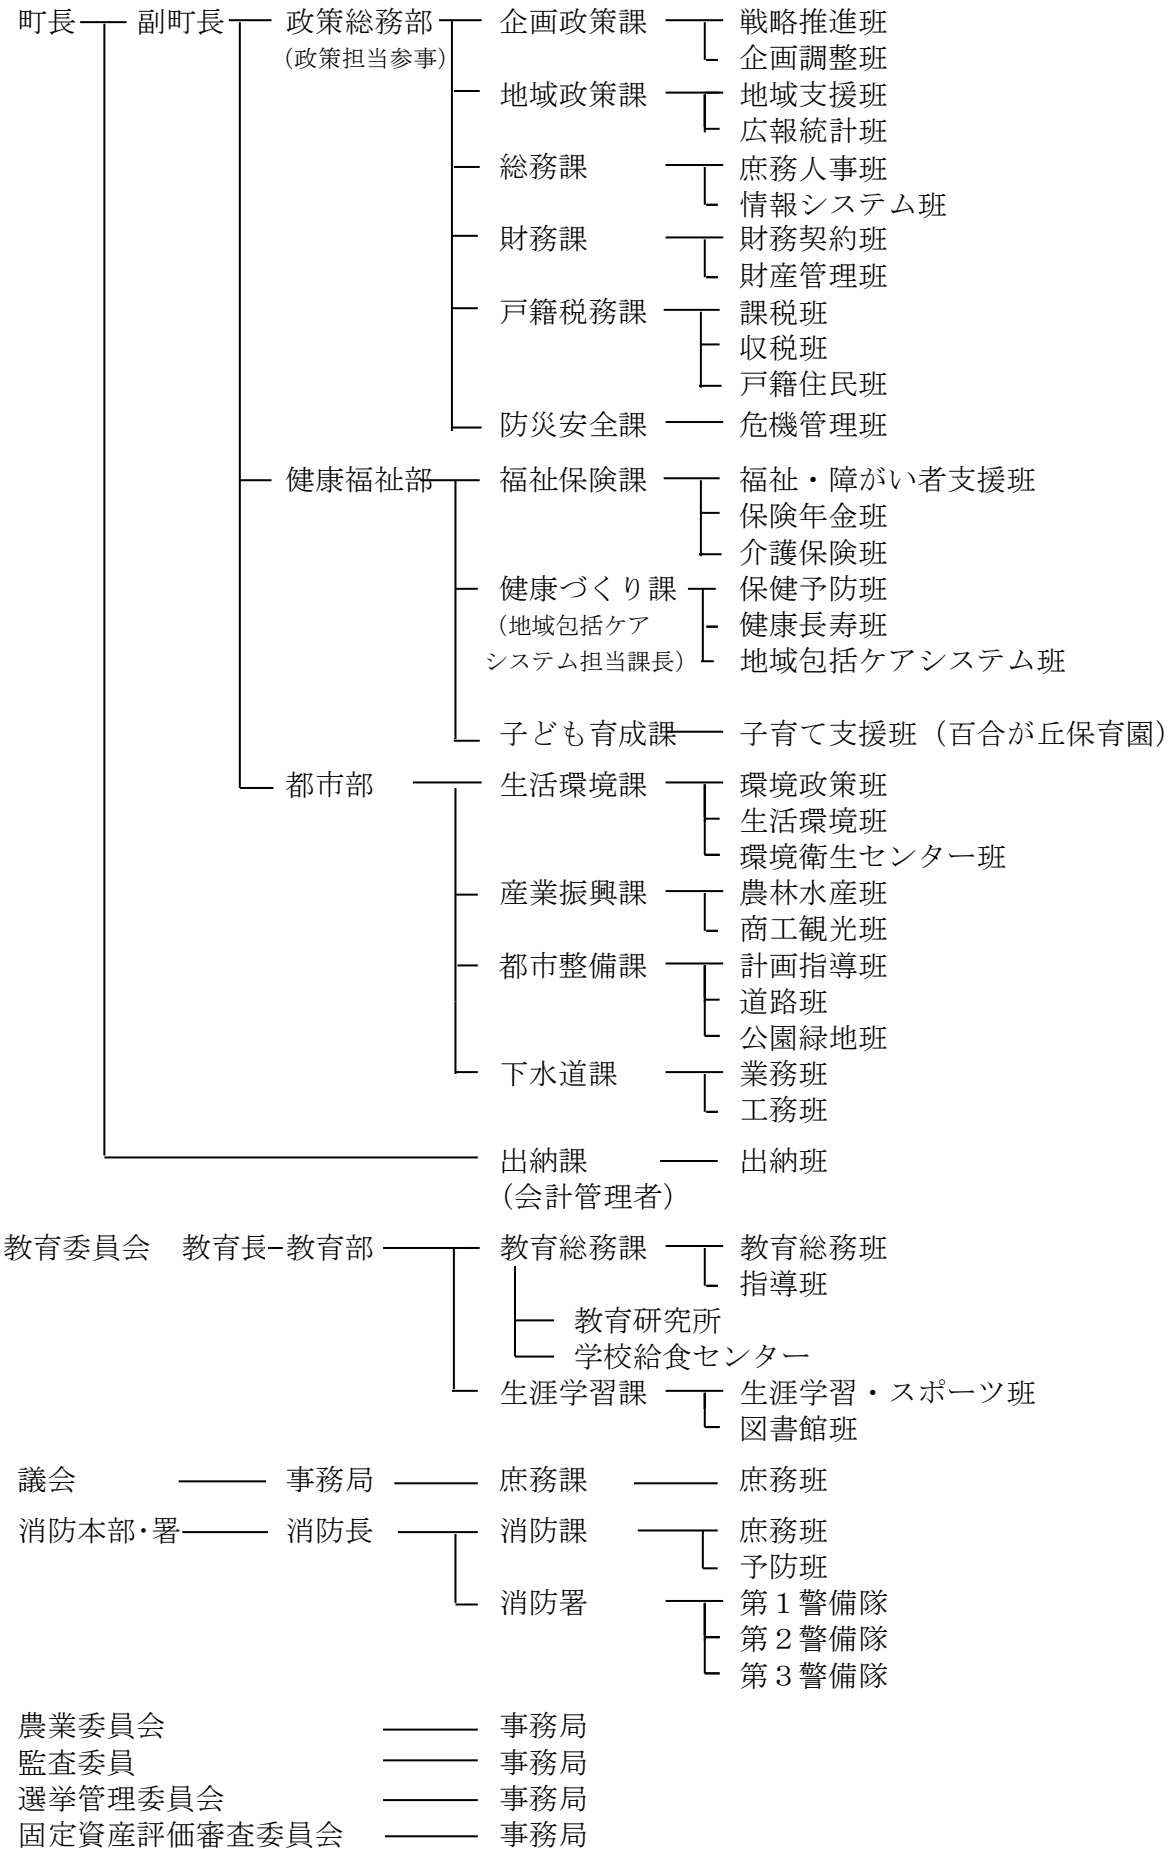 町長 副町長 政策総務部 企画政策課 戦略推進班
（政策担当参事） 企画調整班
地域政策課 地域支援班
広報統計班
総務課 庶務人事班
情報システム班
財務課 財務契約班
財産管理班
戸籍税務課 課税班
収税班
戸籍住民班
防災安全課 危機管理班
健康福祉部 福祉保険課 福祉・障がい者支援班
保険年金班
介護保険班
健康づくり課 保健予防班
（地域包括ケア 健康長寿班
システム担当課長） 地域包括ケアシステム班
子ども育成課 子育て支援班（百合が丘保育園）
都市部 生活環境課 環境政策班
生活環境班
環境衛生センター班
産業振興課 農林水産班
商工観光班
都市整備課 計画指導班
道路班
公園緑地班
下水道課 業務班
工務班
出納課 出納班
（会計管理者）
教育委員会 教育長 教育部 教育総務課 教育総務班
指導班
教育研究所
学校給食センター
生涯学習課 生涯学習・スポーツ班
図書館班
議会 事務局 庶務課 庶務班
消防本部・署 消防長 消防課 庶務班
予防班
消防署 第１警備隊
第２警備隊
第３警備隊
農業委員会 事務局
監査委員 事務局
選挙管理委員会 事務局
固定資産評価審査委員会 事務局